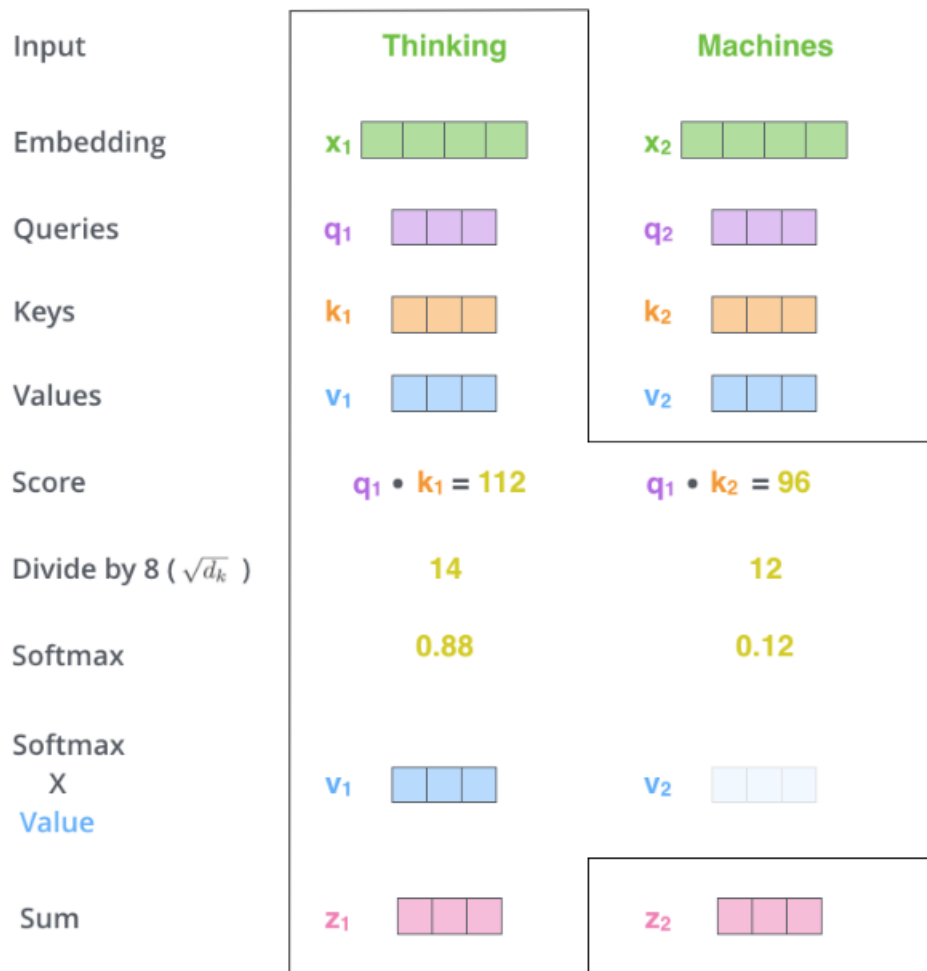 Input Thinking Machines
Embedding x₁ x₂
Queries q₁ q₂
Keys k₁ k₂
Values v₁ v₂
Score q₁ • k₁ = 112 q₁ • k₂ = 96
Divide by 8 ( √dₖ ) 14 12
Softmax 0.88 0.12
Softmax
X v₁ v₂
Value
Sum z₁ z₂